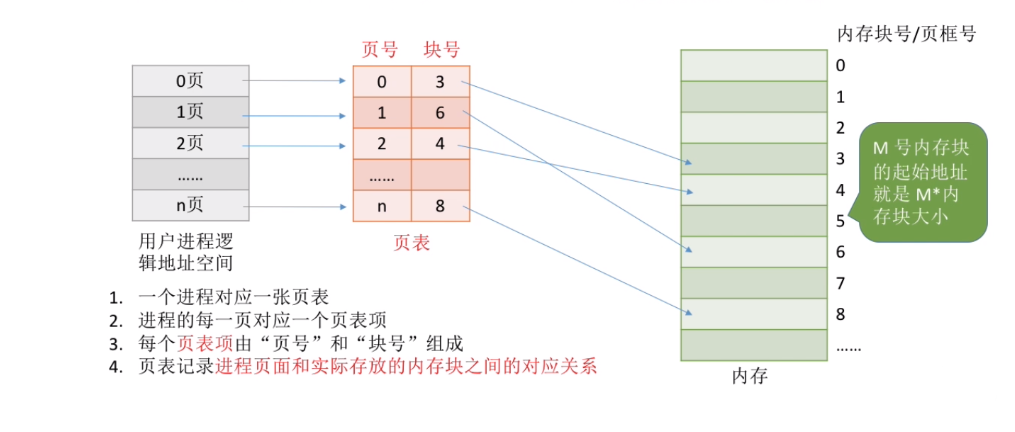 内存块号/页框号
页号 块号
0页 0 3 0
1页 1 6 1
2页 2 4 2
…… …… 3
n页 n 8 4
5
6
7
8
……
M 号内存块
的起始地址
就是 M*内
存块大小
用户进程逻
辑地址空间
页表
内存
1. 一个进程对应一张页表
2. 进程的每一页对应一个页表项
3. 每个页表项由“页号”和“块号”组成
4. 页表记录进程页面和实际存放的内存块之间的对应关系